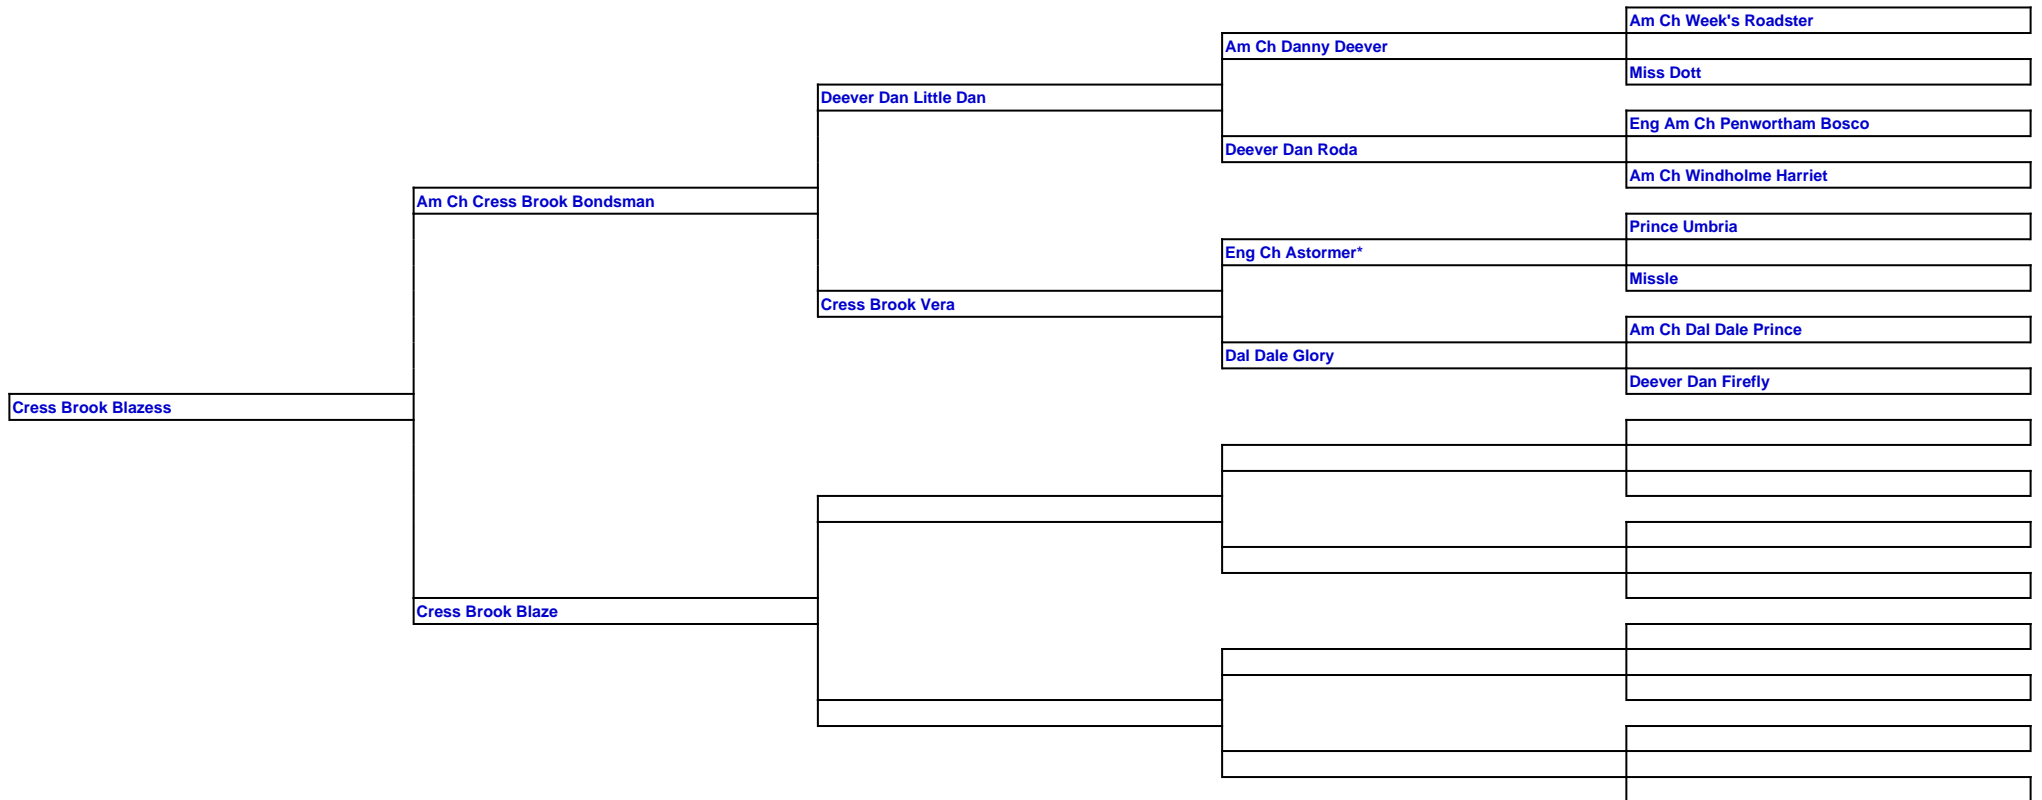 Am Ch Week's Roadster
Am Ch Danny Deever
Miss Dott
Deever Dan Little Dan
Eng Am Ch Penwortham Bosco
Deever Dan Roda
Am Ch Windholme Harriet
Am Ch Cress Brook Bondsman
Prince Umbria
Eng Ch Astormer*
Missle
Cress Brook Vera
Am Ch Dal Dale Prince
Dal Dale Glory
Deever Dan Firefly
Cress Brook Blazess
Cress Brook Blaze